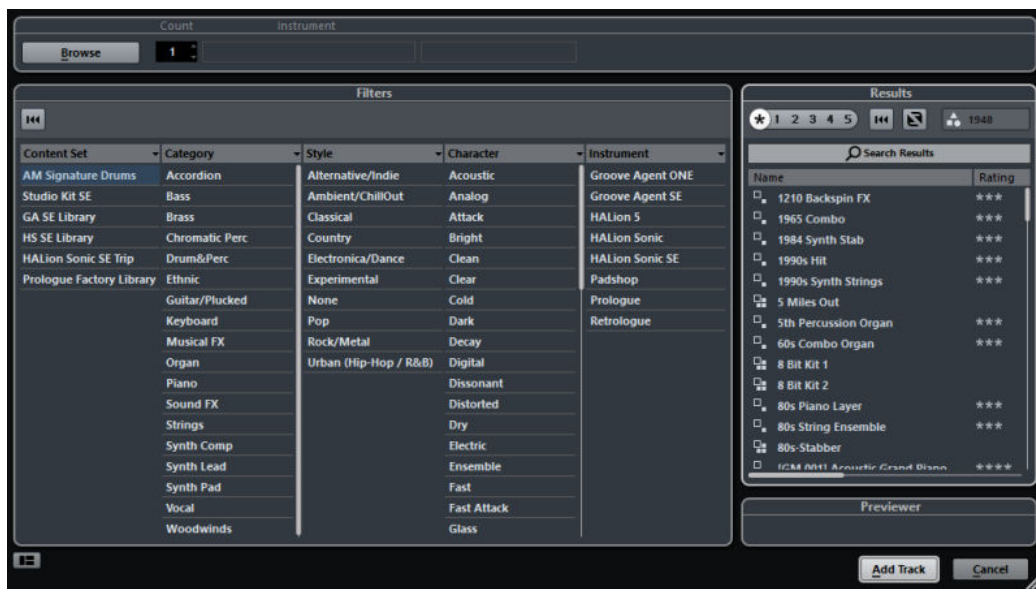 Count Instrument
Browse 1
Filters
Content Set Category Style Character Instrument
AM Signature Drums Accordion Alternative/Indie Acoustic Groove Agent ONE
Studio Kit SE Bass Ambient/ChillOut Analog Groove Agent SE
GA SE Library Brass Classical Attack HALion 5
HS SE Library Chromatic Perc Country Bright HALion Sonic
HALion Sonic SE Trip Drum&Perc Electronica/Dance Clean HALion Sonic SE
Prologue Factory Library Ethnic Experimental Clear Padshop
Guitar/Plucked None Cold Prologue
Keyboard Pop Dark Retrologue
Musical FX Rock/Metal Decay
Organ Urban (Hip-Hop / R&B) Digital
Piano Dissonant
Sound FX Distorted
Strings Dry
Synth Comp Electric
Synth Lead Ensemble
Synth Pad Fast
Vocal Fast Attack
Woodwinds Glass
Results
* 1 2 3 4 5 1940
Search Results
Name Rating
1210 Backspin FX ★★★
1965 Combo ★★★
1984 Synth Stab ★★★
1990s Hit ★★★
1990s Synth Strings ★★★
5 Miles Out
5th Percussion Organ ★★★
60s Combo Organ ★★★
8 Bit Kit 1
8 Bit Kit 2
80s Piano Layer ★★★
80s String Ensemble ★★★
80s-Stabber
[GM 001] Acoustic Grand Piano ★★★★
Previewer
Add Track Cancel